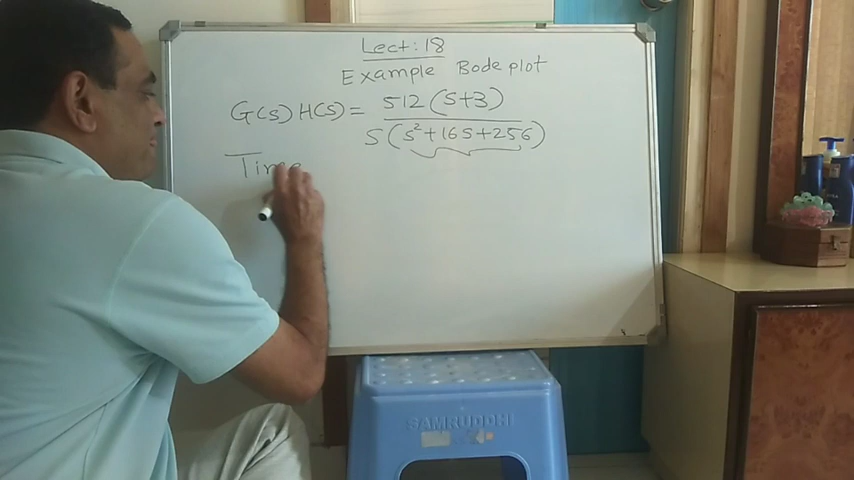 Lect: 18
Example Bode plot
G(s) H(s) = 512 (s+3)
s(s²+16s+256)
Time
SAMRUDDHI